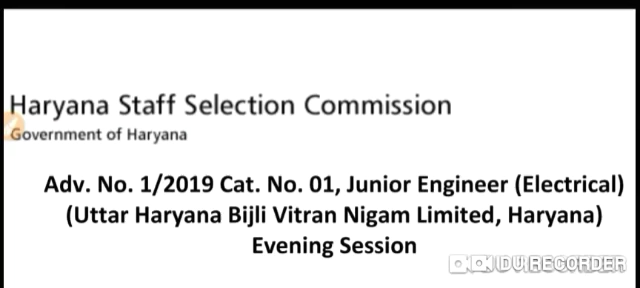 Haryana Staff Selection Commission
Government of Haryana
Adv. No. 1/2019 Cat. No. 01, Junior Engineer (Electrical)
(Uttar Haryana Bijli Vitran Nigam Limited, Haryana)
Evening Session
DU RECORDER